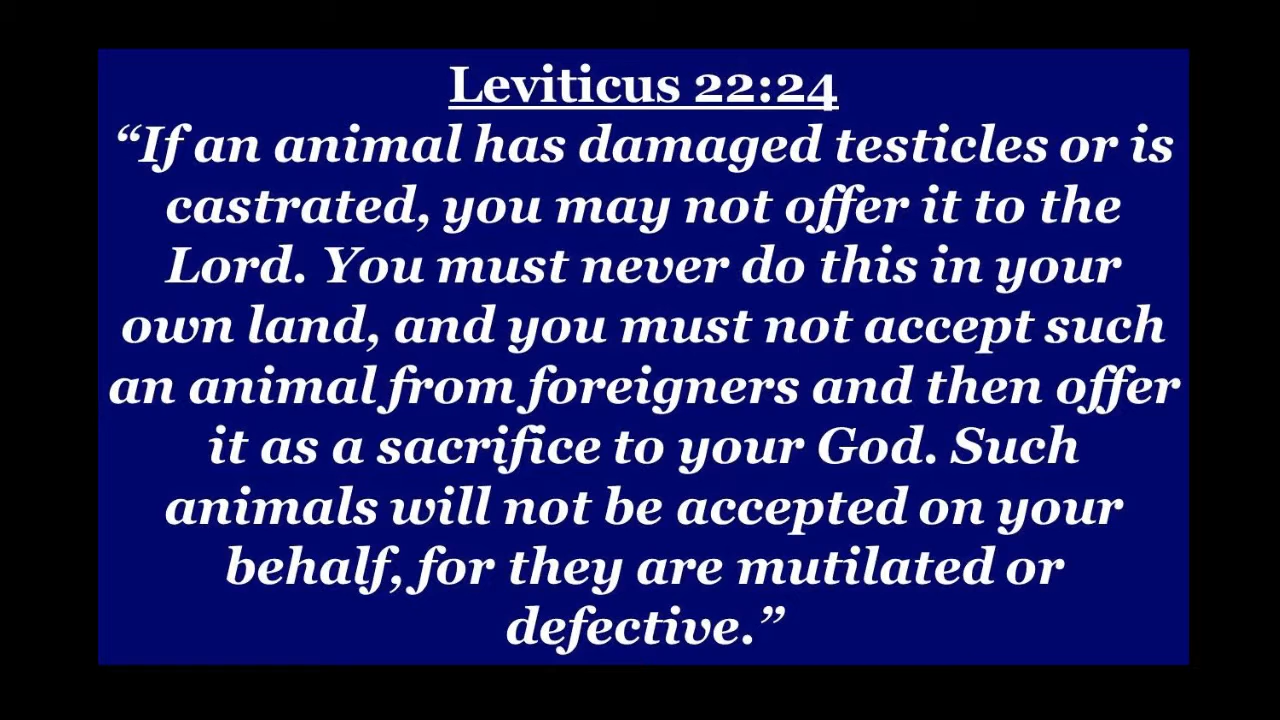 Leviticus 22:24
“If an animal has damaged testicles or is
castrated, you may not offer it to the
Lord. You must never do this in your
own land, and you must not accept such
an animal from foreigners and then offer
it as a sacrifice to your God. Such
animals will not be accepted on your
behalf, for they are mutilated or
defective.”